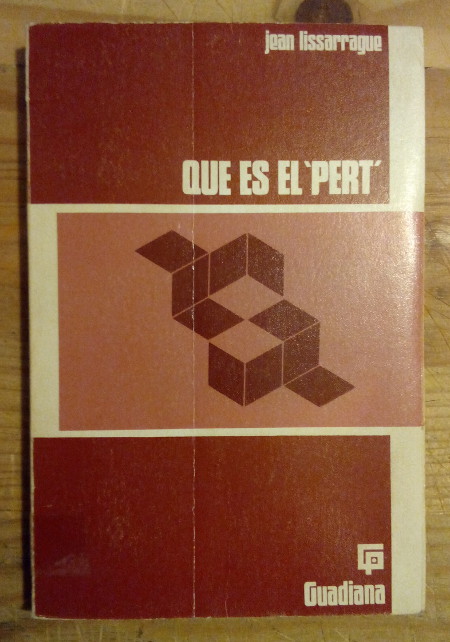 jean lissarrague
QUE ES EL 'PERT'
Guadiana